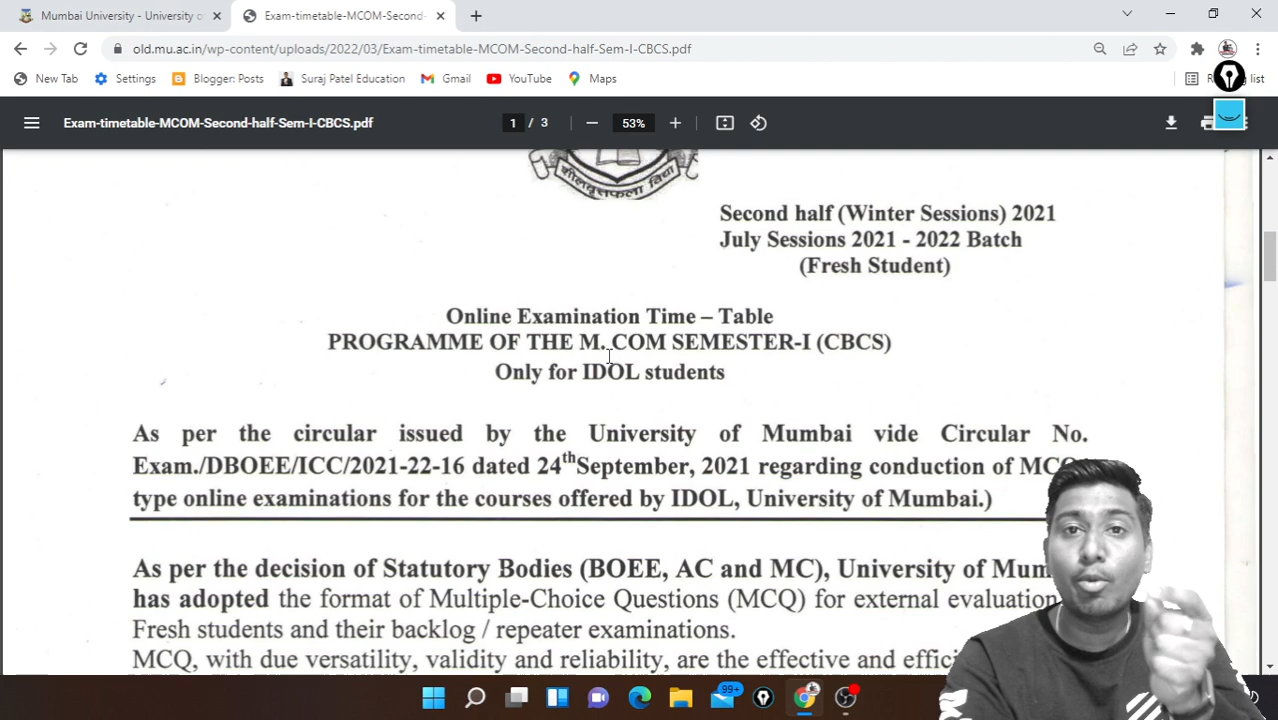 Mumbai University - University o
Exam-timetable-MCOM-Second-
old.mu.ac.in/wp-content/uploads/2022/03/Exam-timetable-MCOM-Second-half-Sem-I-CBCS.pdf
New Tab
Settings
Blogger: Posts
Suraj Patel Education
Gmail
YouTube
Maps
list
Exam-timetable-MCOM-Second-half-Sem-I-CBCS.pdf
1 / 3
53%
शीलवृत्तफला विद्या
Second half (Winter Sessions) 2021
July Sessions 2021 - 2022 Batch
(Fresh Student)
Online Examination Time – Table
PROGRAMME OF THE M. COM SEMESTER-I (CBCS)
Only for IDOL students
As per the circular issued by the University of Mumbai vide Circular No.
Exam./DBOEE/ICC/2021-22-16 dated 24thSeptember, 2021 regarding conduction of MCQ
type online examinations for the courses offered by IDOL, University of Mumbai.)
As per the decision of Statutory Bodies (BOEE, AC and MC), University of Mum
has adopted the format of Multiple-Choice Questions (MCQ) for external evaluation
Fresh students and their backlog / repeater examinations.
MCQ, with due versatility, validity and reliability, are the effective and effici
99+